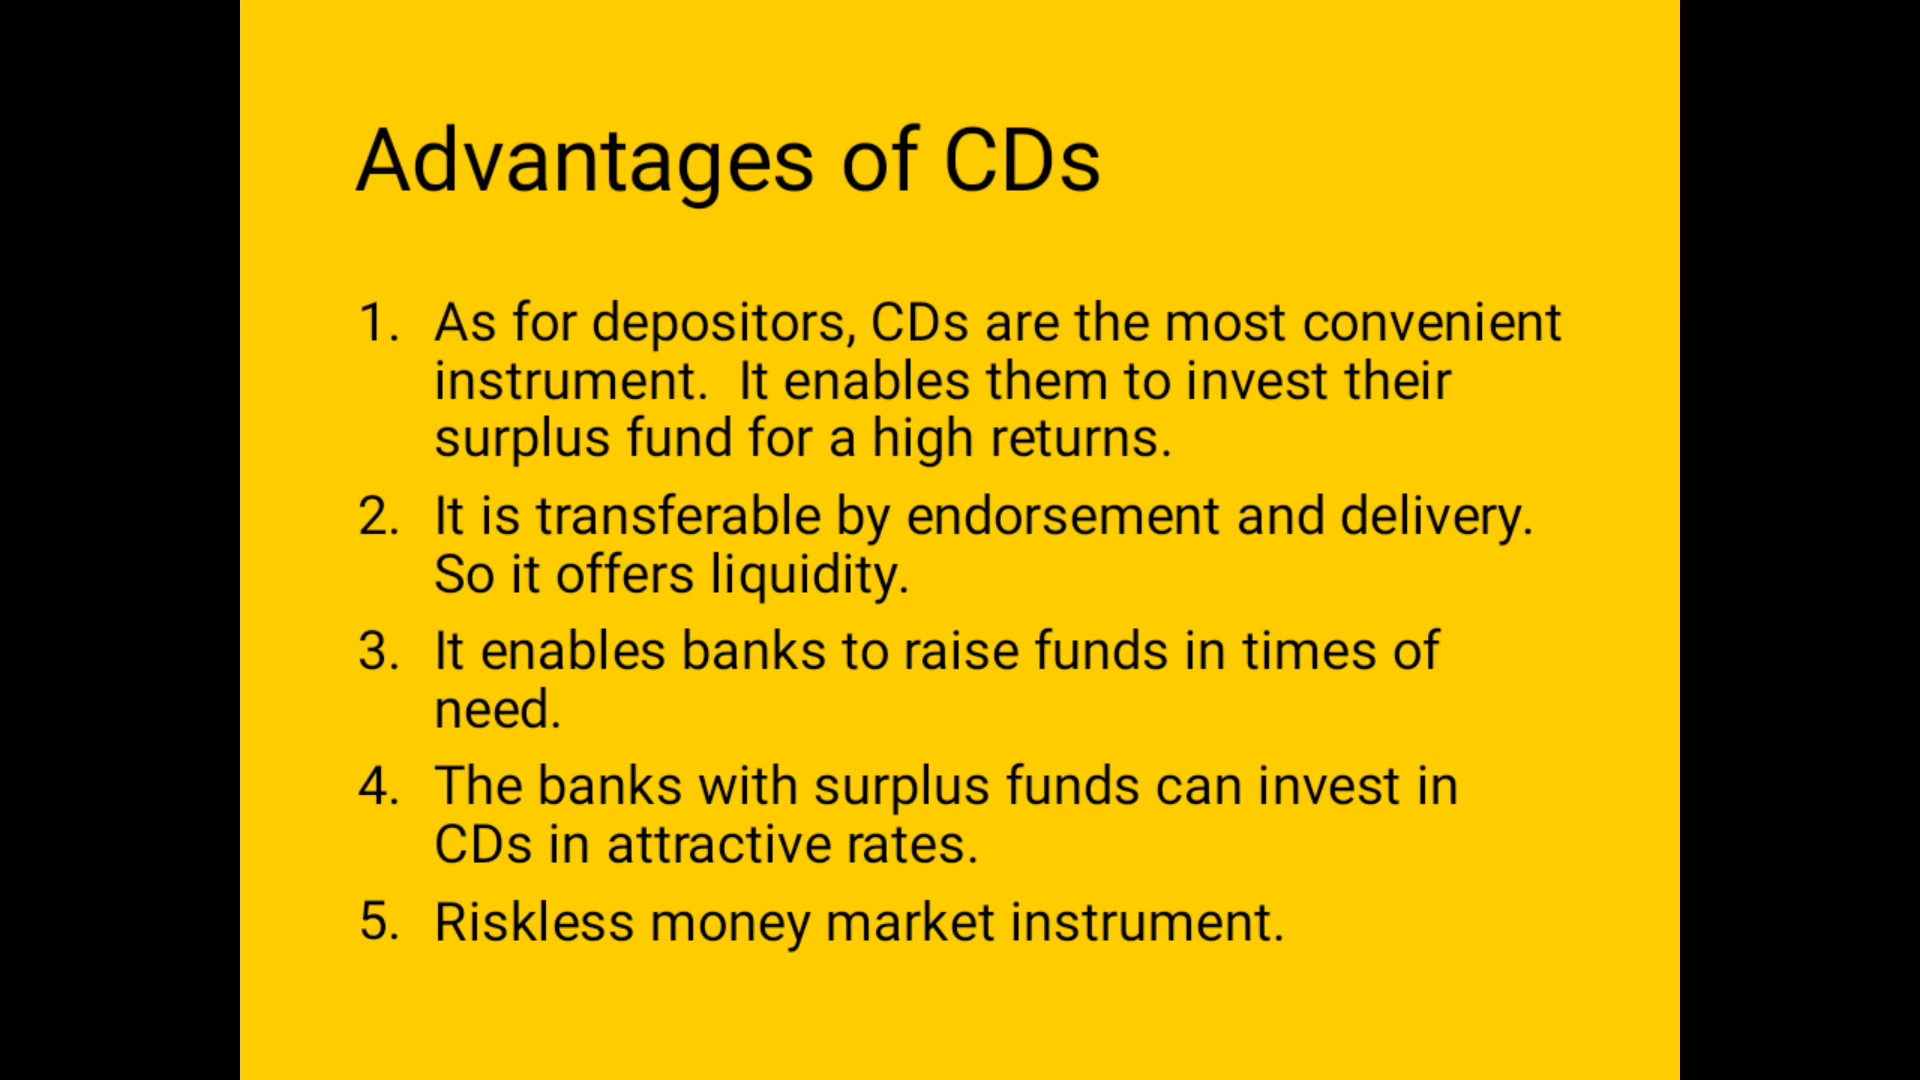 Advantages of CDs
1. As for depositors, CDs are the most convenient
instrument.  It enables them to invest their
surplus fund for a high returns.
2. It is transferable by endorsement and delivery.
So it offers liquidity.
3. It enables banks to raise funds in times of
need.
4. The banks with surplus funds can invest in
CDs in attractive rates.
5. Riskless money market instrument.